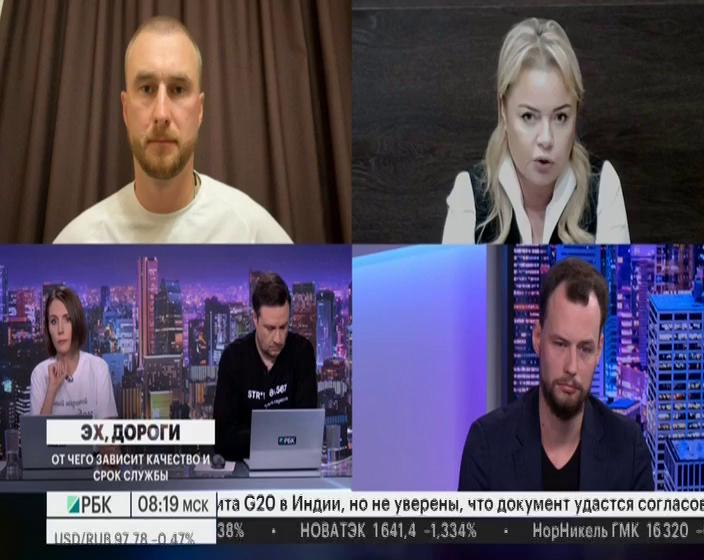 ЭХ, ДОРОГИ
ОТ ЧЕГО ЗАВИСИТ КАЧЕСТВО И
СРОК СЛУЖБЫ
РБК
РБК
08:19 МСК
ита G20 в Индии, но не уверены, что документ удастся согласов
USD/RUB 97,78 -0,47%
38% • НОВАТЭК 1641,4 -1,334% • НорНикель ГМК 16320